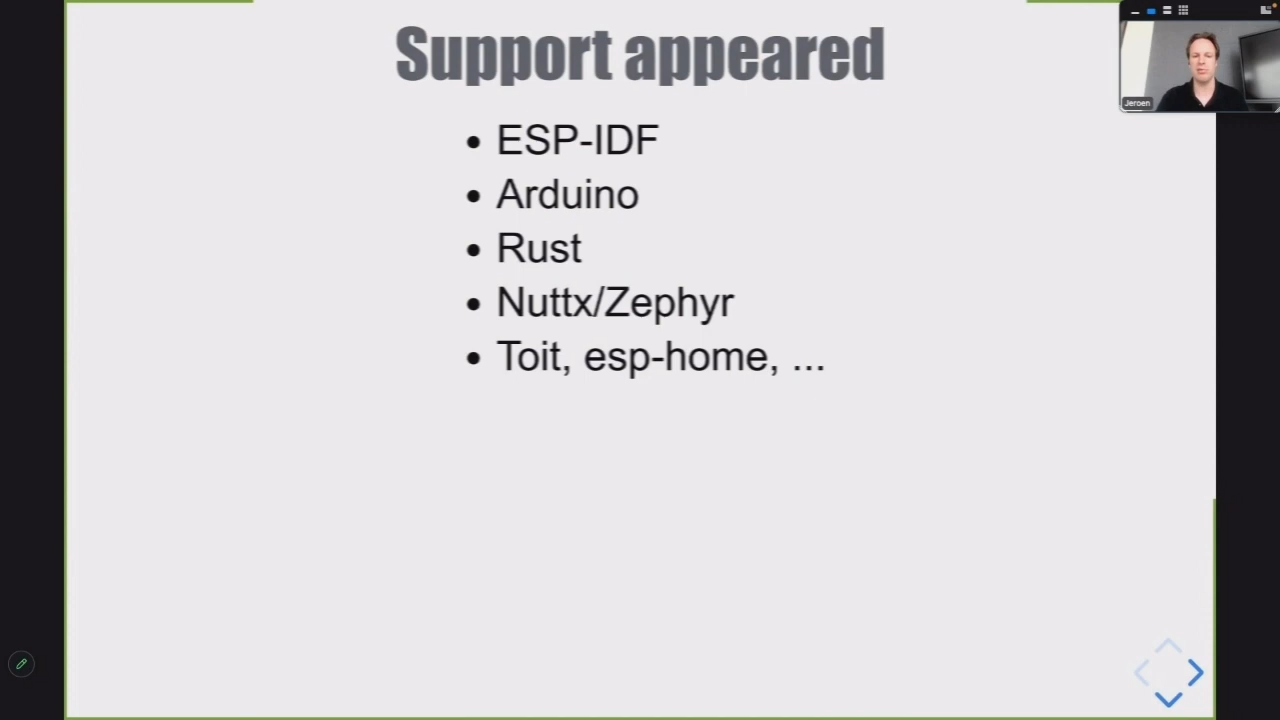 Support appeared
• ESP-IDF
• Arduino
• Rust
• Nuttx/Zephyr
• Toit, esp-home, ...
Jeroen